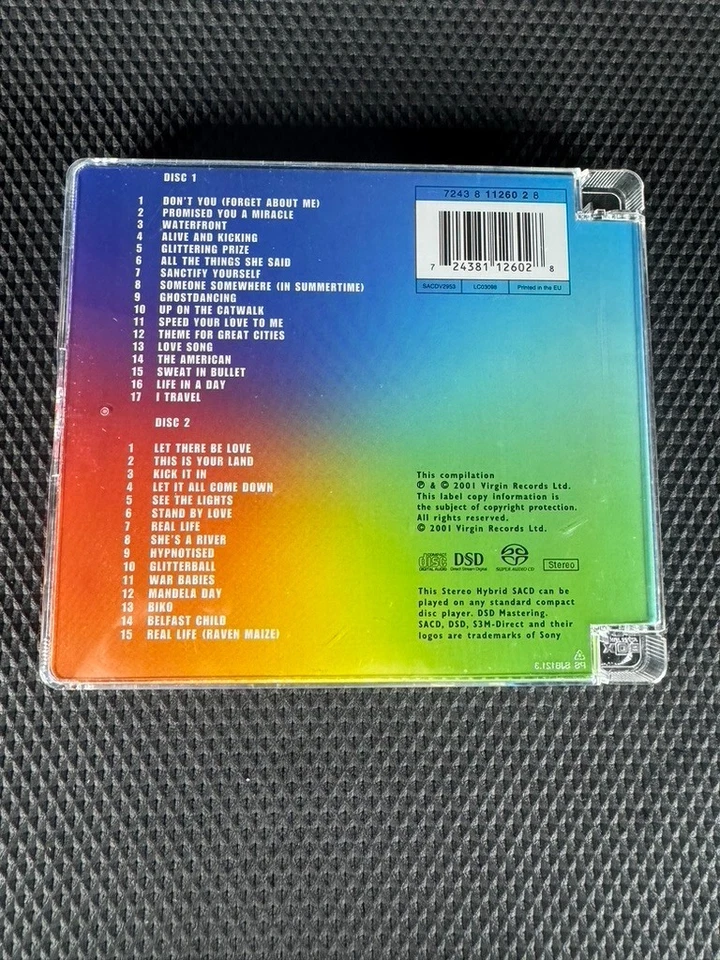 DISC 1
1 DON'T YOU (FORGET ABOUT ME)
2 PROMISED YOU A MIRACLE
3 WATERFRONT
4 ALIVE AND KICKING
5 GLITTERING PRIZE
6 ALL THE THINGS SHE SAID
7 SANCTIFY YOURSELF
8 SOMEONE SOMEWHERE (IN SUMMERTIME)
9 GHOSTDANCING
10 UP ON THE CATWALK
11 SPEED YOUR LOVE TO ME
12 THEME FOR GREAT CITIES
13 LOVE SONG
14 THE AMERICAN
15 SWEAT IN BULLET
16 LIFE IN A DAY
17 I TRAVEL
DISC 2
1 LET THERE BE LOVE
2 THIS IS YOUR LAND
3 KICK IT IN
4 LET IT ALL COME DOWN
5 SEE THE LIGHTS
6 STAND BY LOVE
7 REAL LIFE
8 SHE'S A RIVER
9 HYPNOTISED
10 GLITTERBALL
11 WAR BABIES
12 MANDELA DAY
13 BIKO
14 BELFAST CHILD
15 REAL LIFE (RAVEN MAIZE)
7243 8 11260 2 8
7 24381 12602 8
SACDV2953 LC03098 Printed in the EU
This compilation
℗ & © 2001 Virgin Records Ltd.
This label copy information is
the subject of copyright protection.
All rights reserved.
© 2001 Virgin Records Ltd.
COMPACT disc DIGITAL AUDIO DSD Direct Stream Digital SUPER AUDIO CD Stereo
This Stereo Hybrid SACD can be
played on any standard compact
disc player. DSD Mastering.
SACD, DSD, S3M-Direct and their
logos are trademarks of Sony